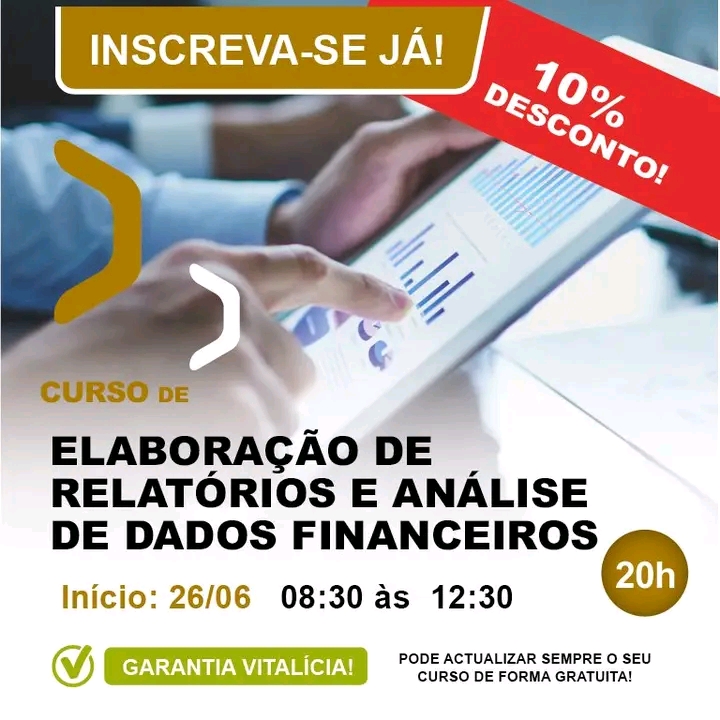 INSCREVA-SE JÁ!
10%
DESCONTO!
CURSO DE
ELABORAÇÃO DE
RELATÓRIOS E ANÁLISE
DE DADOS FINANCEIROS
20h
Início: 26/06 08:30 às 12:30
GARANTIA VITALÍCIA!
PODE ACTUALIZAR SEMPRE O SEU
CURSO DE FORMA GRATUITA!